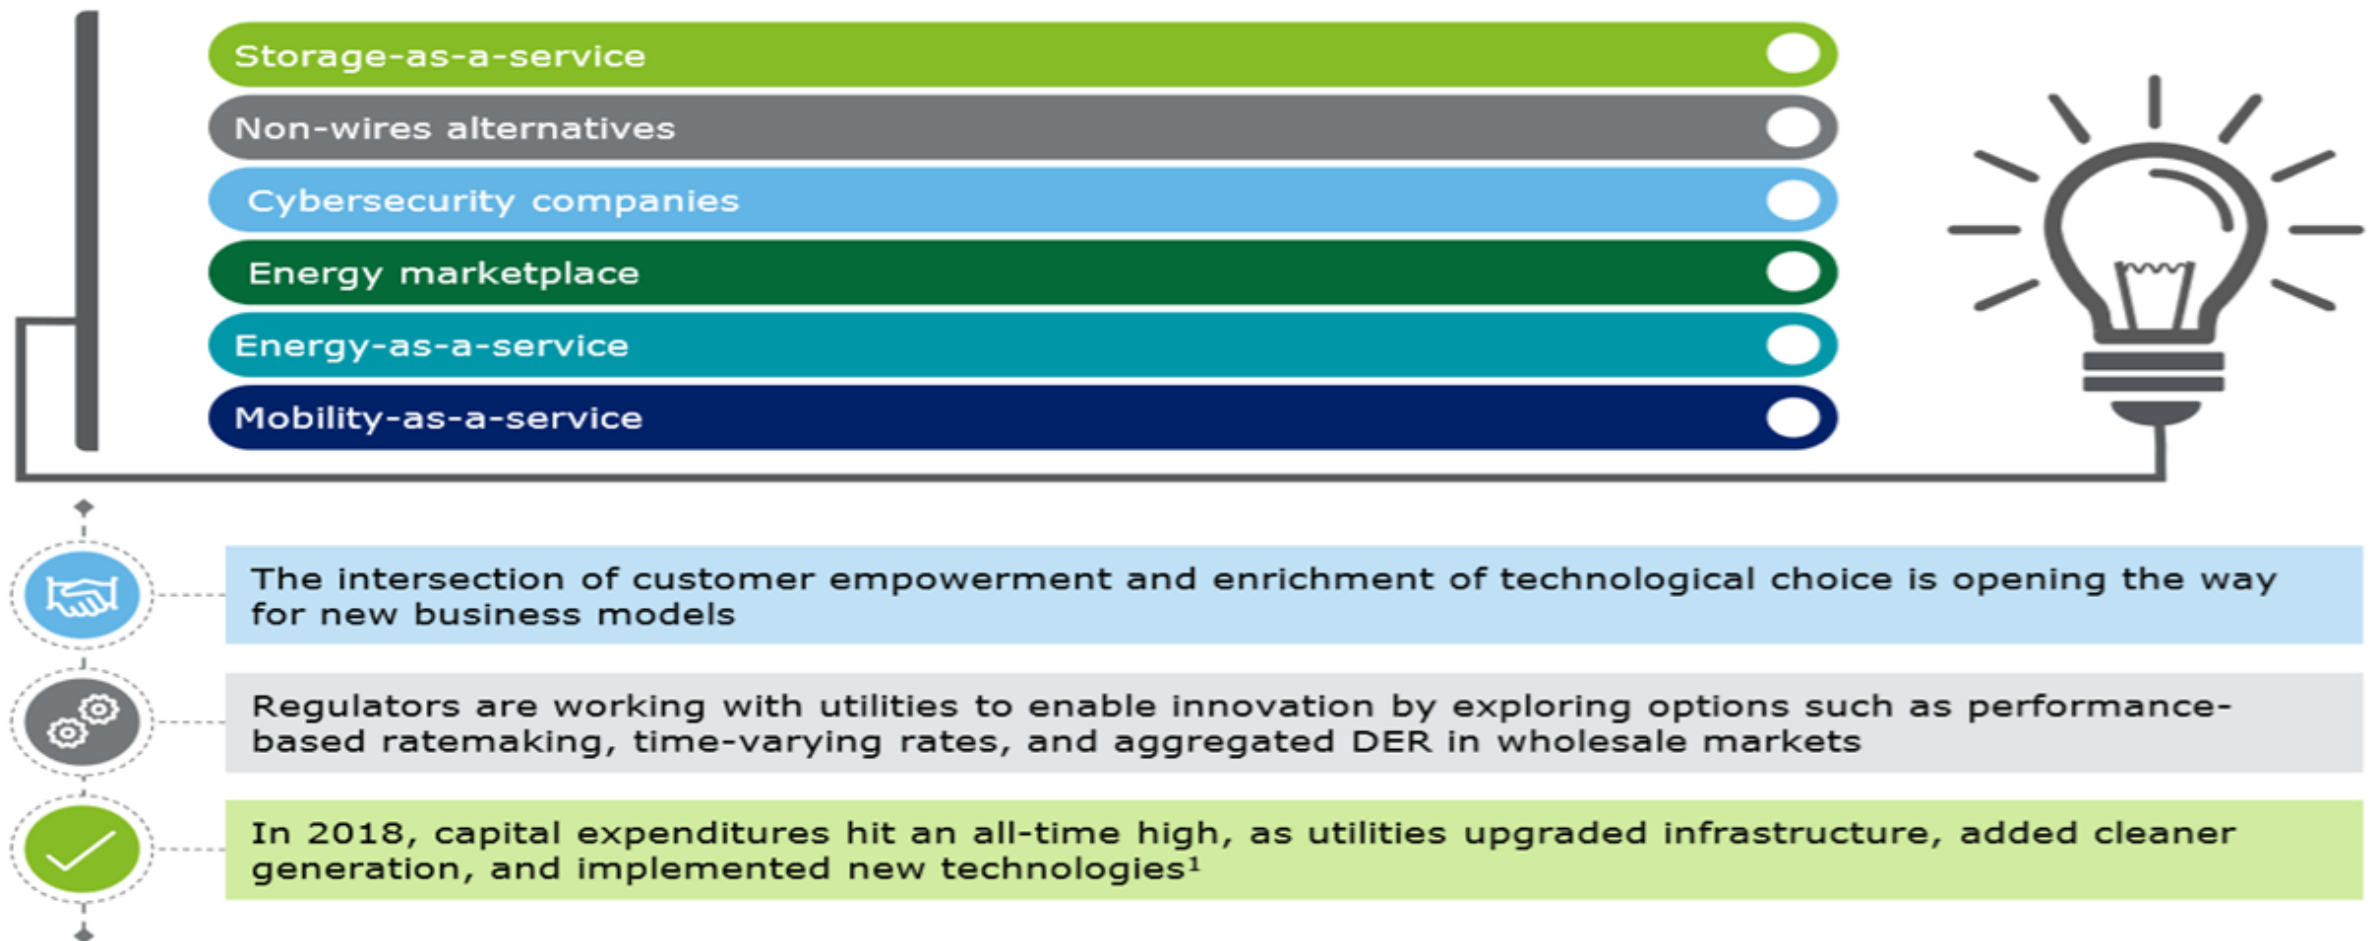 Storage-as-a-service
Non-wires alternatives
Cybersecurity companies
Energy marketplace
Energy-as-a-service
Mobility-as-a-service
The intersection of customer empowerment and enrichment of technological choice is opening the way
for new business models
Regulators are working with utilities to enable innovation by exploring options such as performance-
based ratemaking, time-varying rates, and aggregated DER in wholesale markets
In 2018, capital expenditures hit an all-time high, as utilities upgraded infrastructure, added cleaner
generation, and implemented new technologies¹